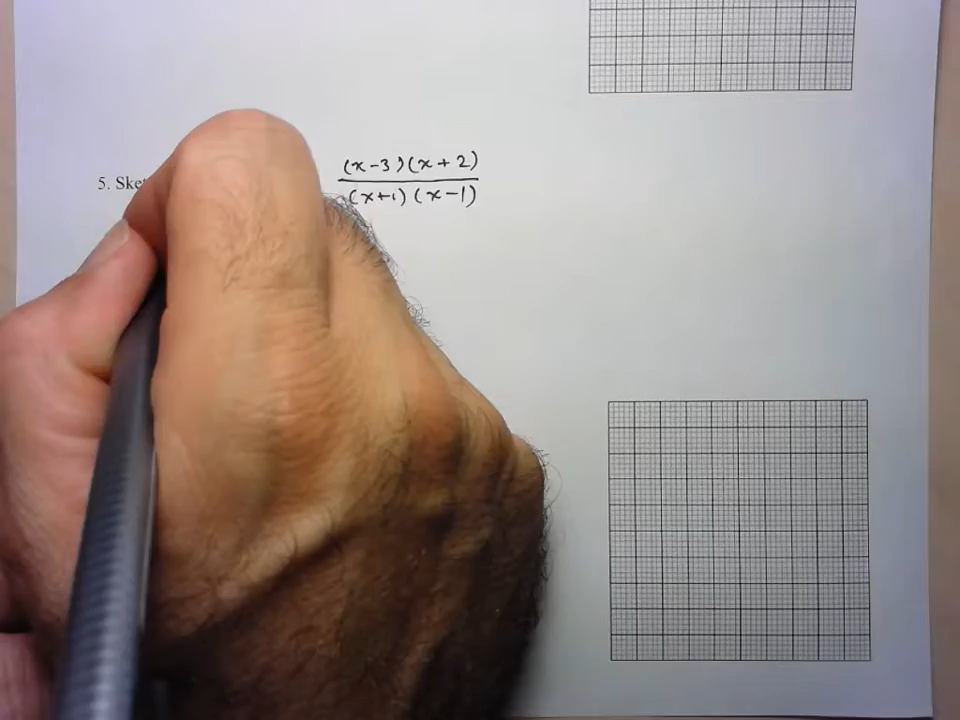 5. Sket
(x-3)(x+2)
(x+1)(x-1)